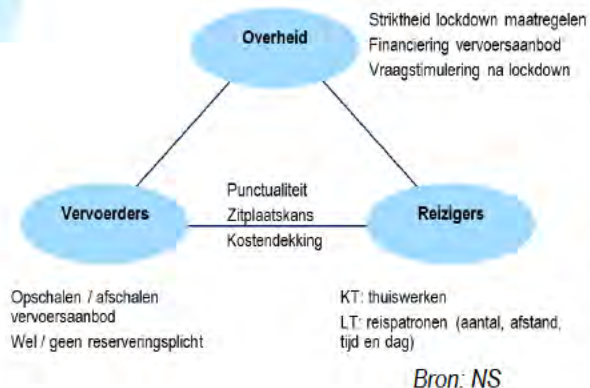 Overheid
Striktheid lockdown maatregelen
Financiering vervoersaanbod
Vraagstimulering na lockdown
Vervoerders
Punctualiteit
Zitplaatskans
Kostendekking
Reizigers
Opschalen / afschalen
vervoersaanbod
Wel / geen reserveringsplicht
KT: thuiswerken
LT: reispatronen (aantal, afstand,
tijd en dag)
Bron: NS